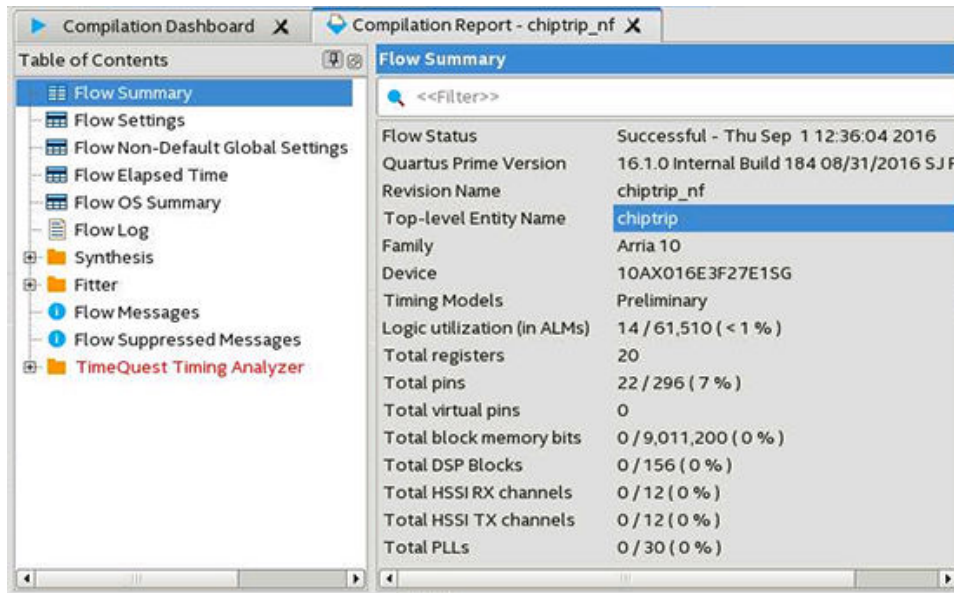 Compilation Dashboard X Compilation Report - chiptrip_nf X
Table of Contents
Flow Summary
Flow Settings
Flow Non-Default Global Settings
Flow Elapsed Time
Flow OS Summary
Flow Log
Synthesis
Fitter
Flow Messages
Flow Suppressed Messages
TimeQuest Timing Analyzer
Flow Summary
<<Filter>>
Flow Status Successful - Thu Sep 1 12:36:04 2016
Quartus Prime Version 16.1.0 Internal Build 184 08/31/2016 SJ
Revision Name chiptrip_nf
Top-level Entity Name chiptrip
Family Arria 10
Device 10AX016E3F27E1SG
Timing Models Preliminary
Logic utilization (in ALMs) 14 / 61,510 ( < 1 % )
Total registers 20
Total pins 22 / 296 ( 7 % )
Total virtual pins 0
Total block memory bits 0 / 9,011,200 ( 0 % )
Total DSP Blocks 0 / 156 ( 0 % )
Total HSSI RX channels 0 / 12 ( 0 % )
Total HSSI TX channels 0 / 12 ( 0 % )
Total PLLs 0 / 30 ( 0 % )